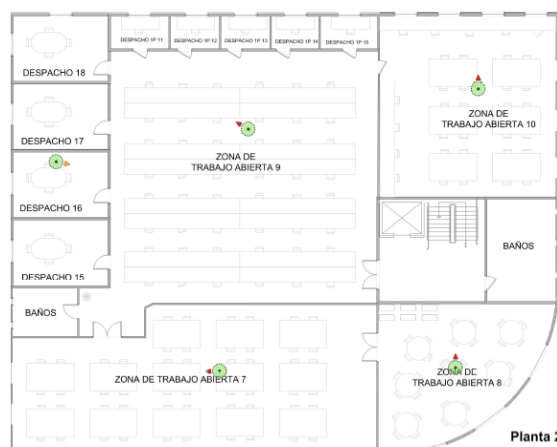 DESPACHO 1P 11
DESPACHO 1P 12
DESPACHO 1P 13
DESPACHO 1P 14
DESPACHO 1P 15
DESPACHO 18
DESPACHO 17
DESPACHO 16
DESPACHO 15
ZONA DE
TRABAJO ABIERTA 9
ZONA DE
TRABAJO ABIERTA 10
BAÑOS
BAÑOS
ZONA DE TRABAJO ABIERTA 7
ZONA DE
TRABAJO ABIERTA 8
Planta